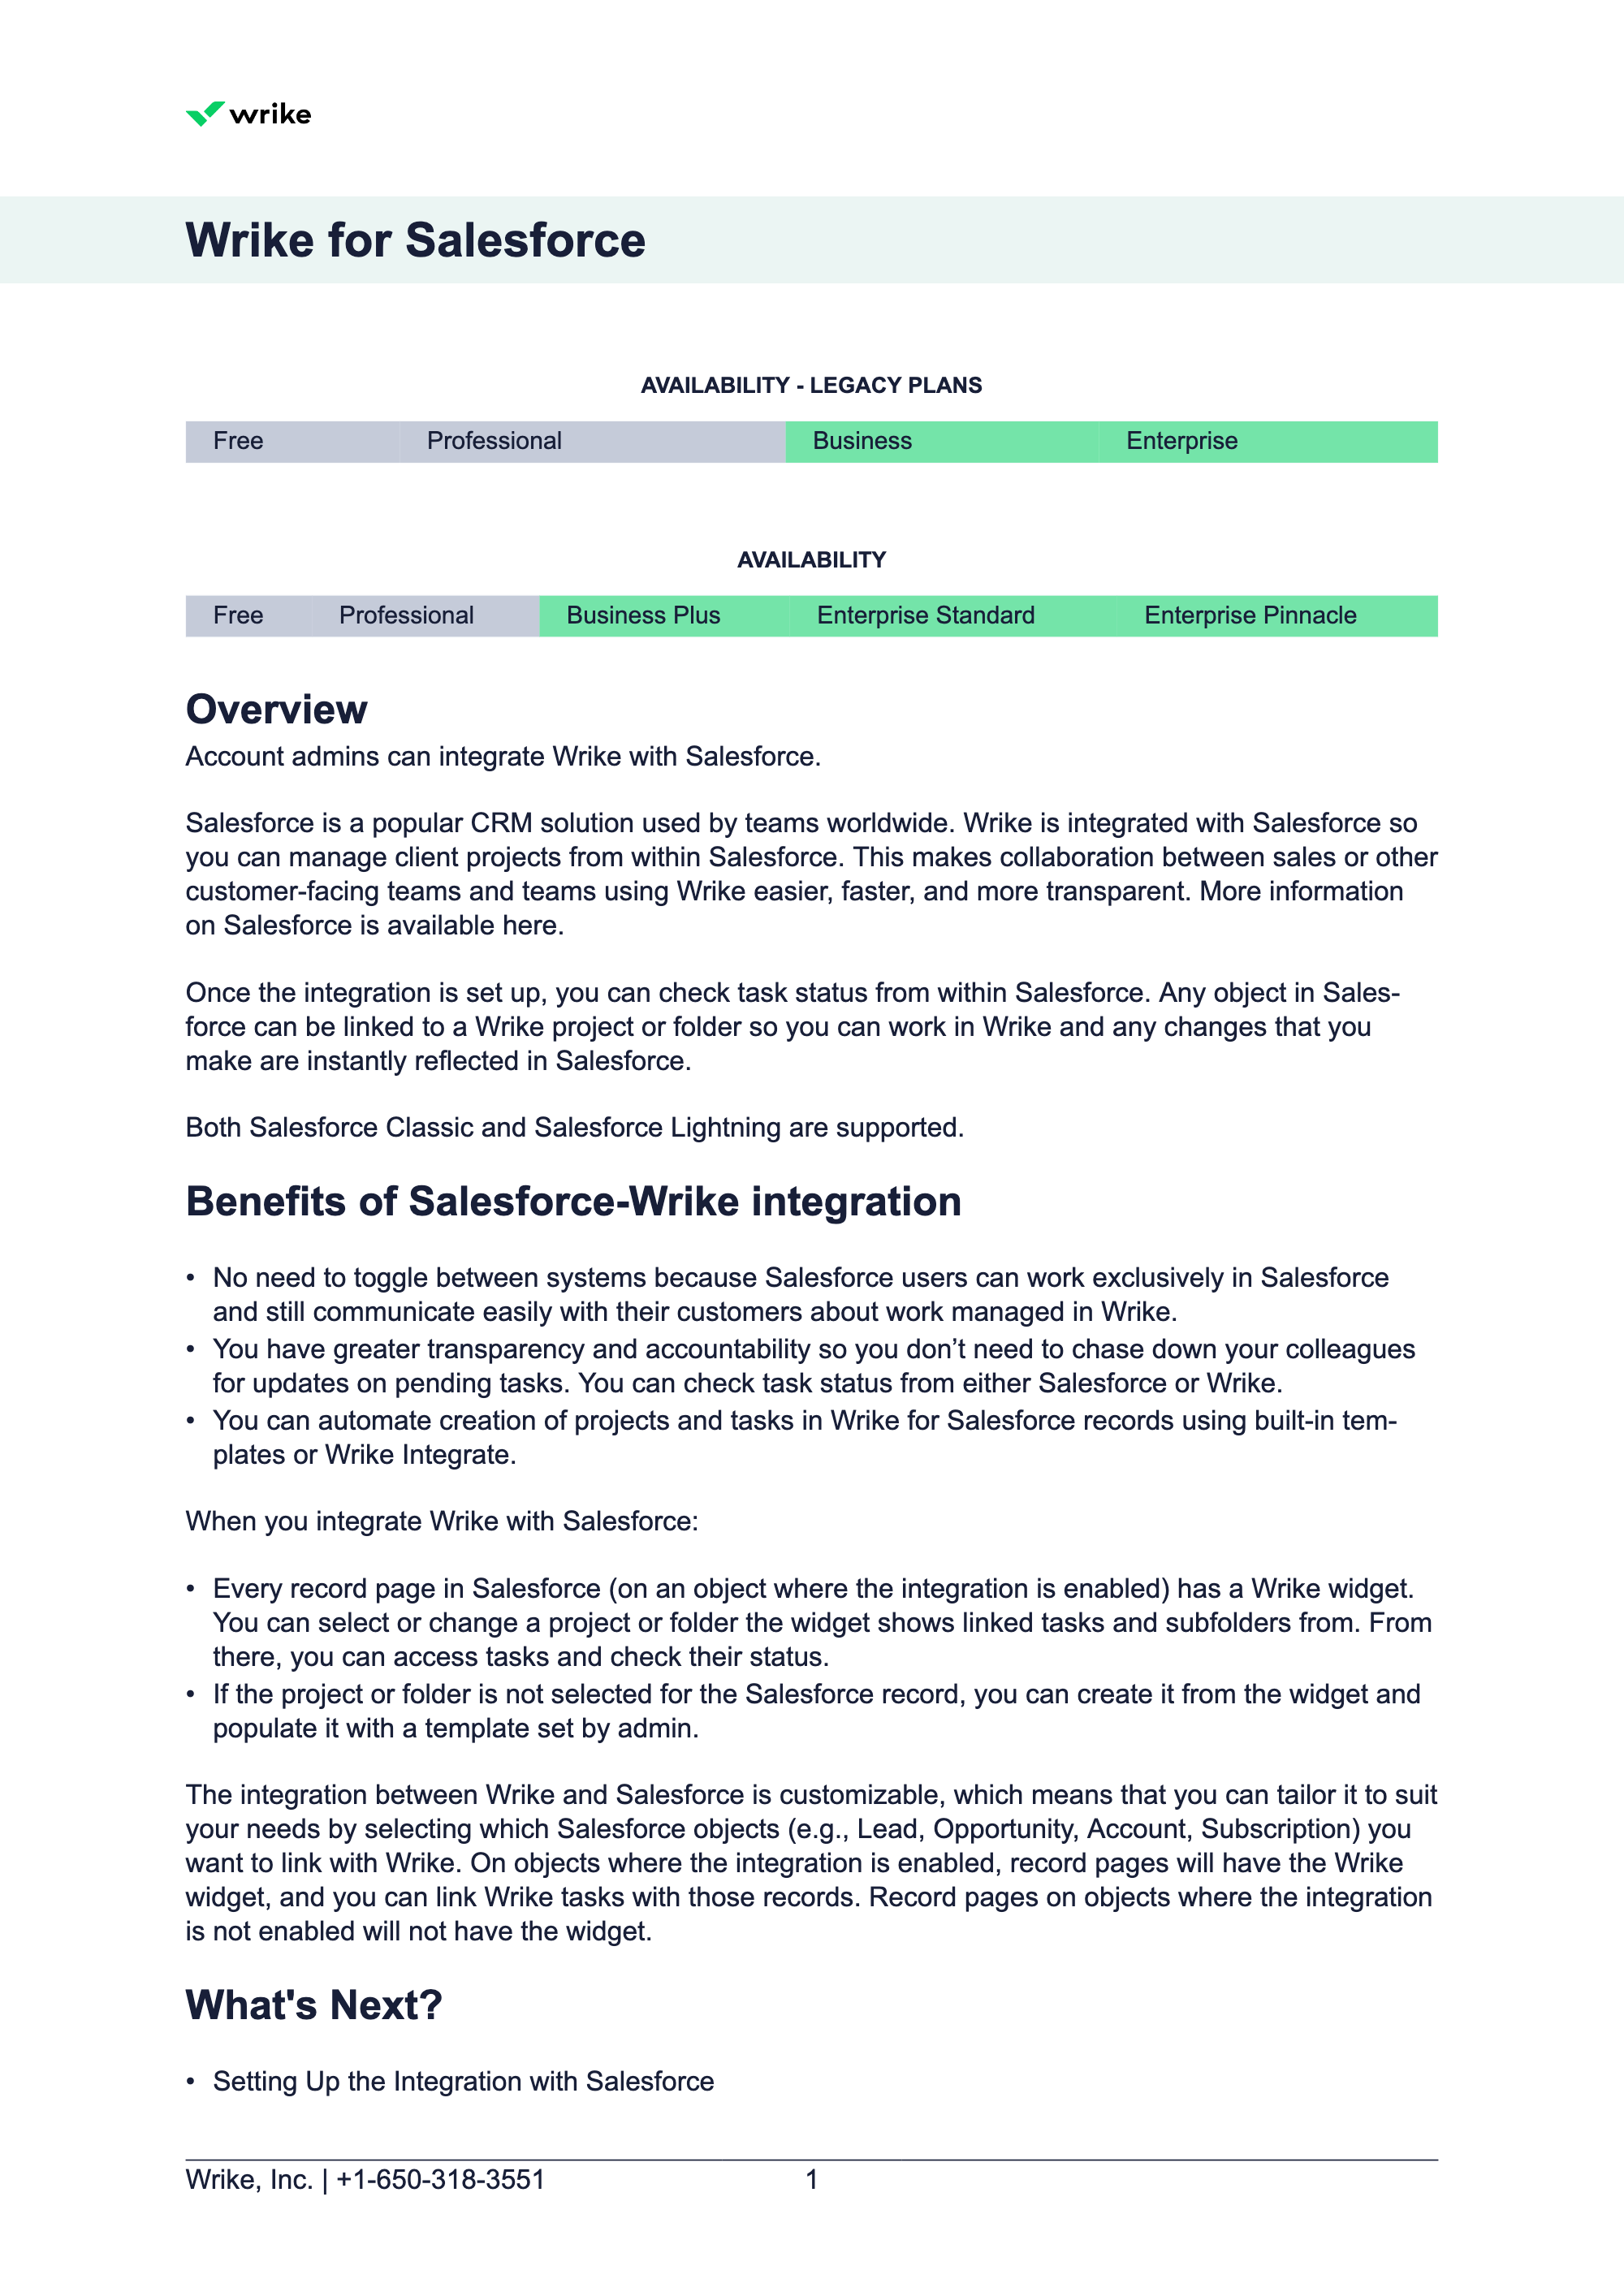 wrike
Wrike for Salesforce
AVAILABILITY - LEGACY PLANS
Free Professional Business Enterprise
AVAILABILITY
Free Professional Business Plus Enterprise Standard Enterprise Pinnacle
Overview
Account admins can integrate Wrike with Salesforce.
Salesforce is a popular CRM solution used by teams worldwide. Wrike is integrated with Salesforce so
you can manage client projects from within Salesforce. This makes collaboration between sales or other
customer-facing teams and teams using Wrike easier, faster, and more transparent. More information
on Salesforce is available here.
Once the integration is set up, you can check task status from within Salesforce. Any object in Sales-
force can be linked to a Wrike project or folder so you can work in Wrike and any changes that you
make are instantly reflected in Salesforce.
Both Salesforce Classic and Salesforce Lightning are supported.
Benefits of Salesforce-Wrike integration
• No need to toggle between systems because Salesforce users can work exclusively in Salesforce
and still communicate easily with their customers about work managed in Wrike.
• You have greater transparency and accountability so you don’t need to chase down your colleagues
for updates on pending tasks. You can check task status from either Salesforce or Wrike.
• You can automate creation of projects and tasks in Wrike for Salesforce records using built-in tem-
plates or Wrike Integrate.
When you integrate Wrike with Salesforce:
• Every record page in Salesforce (on an object where the integration is enabled) has a Wrike widget.
You can select or change a project or folder the widget shows linked tasks and subfolders from. From
there, you can access tasks and check their status.
• If the project or folder is not selected for the Salesforce record, you can create it from the widget and
populate it with a template set by admin.
The integration between Wrike and Salesforce is customizable, which means that you can tailor it to suit
your needs by selecting which Salesforce objects (e.g., Lead, Opportunity, Account, Subscription) you
want to link with Wrike. On objects where the integration is enabled, record pages will have the Wrike
widget, and you can link Wrike tasks with those records. Record pages on objects where the integration
is not enabled will not have the widget.
What's Next?
• Setting Up the Integration with Salesforce
Wrike, Inc. | +1-650-318-3551 1